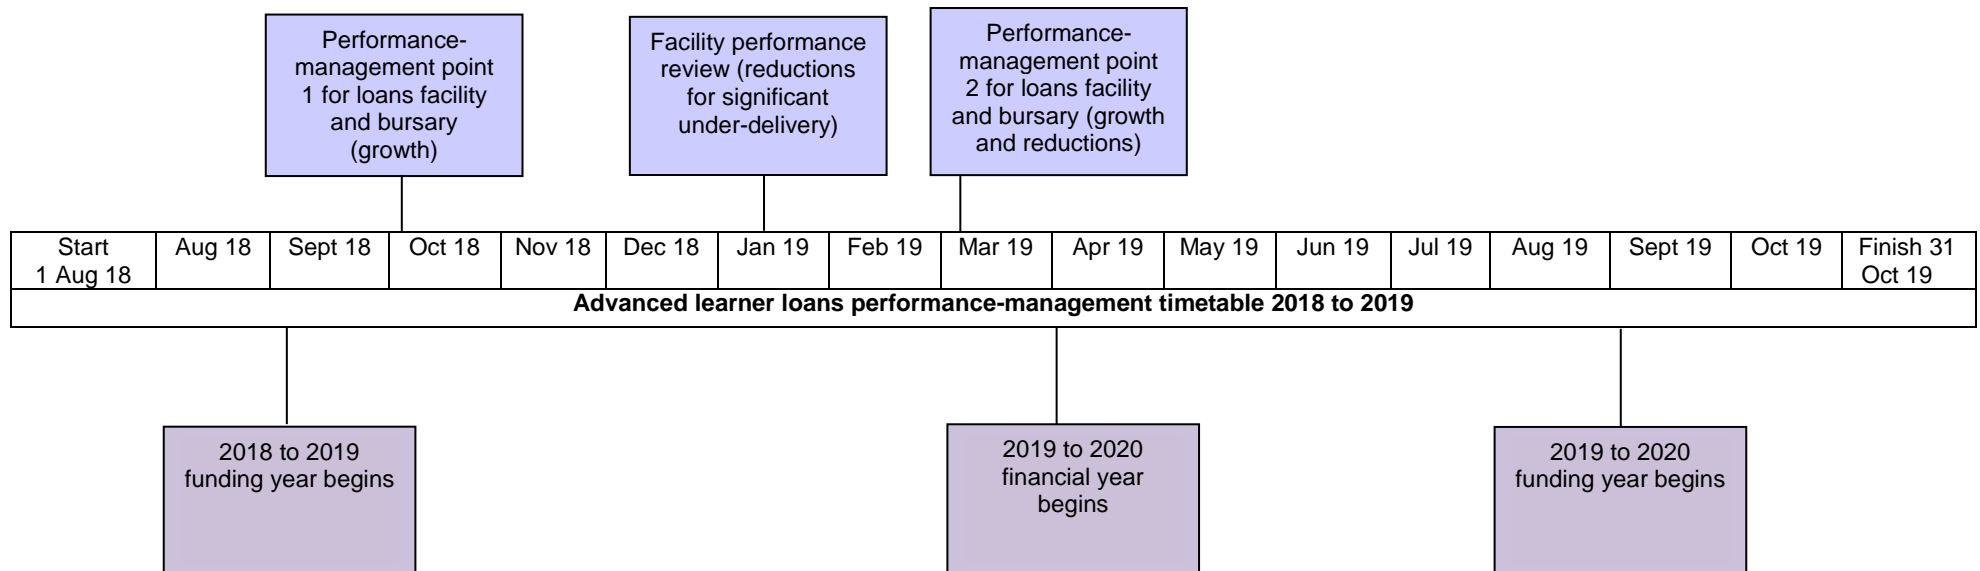 Performance-
management point
1 for loans facility
and bursary
(growth)
Facility performance
review (reductions
for significant
under-delivery)
Performance-
management point
2 for loans facility
and bursary (growth
and reductions)
Start
1 Aug 18
Aug 18
Sept 18
Oct 18
Nov 18
Dec 18
Jan 19
Feb 19
Mar 19
Apr 19
May 19
Jun 19
Jul 19
Aug 19
Sept 19
Oct 19
Finish 31
Oct 19
Advanced learner loans performance-management timetable 2018 to 2019
2018 to 2019
funding year begins
2019 to 2020
financial year
begins
2019 to 2020
funding year begins